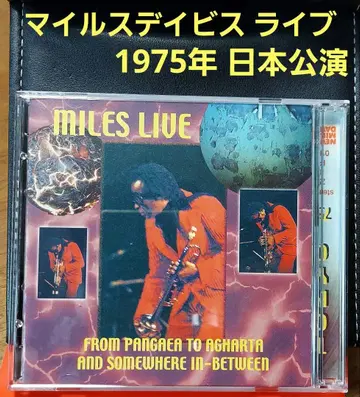 マイルスデイビス ライブ
1975年 日本公演
MILES LIVE
FROM PANGAEA TO AGHARTA
AND SOMEWHERE IN-BETWEEN